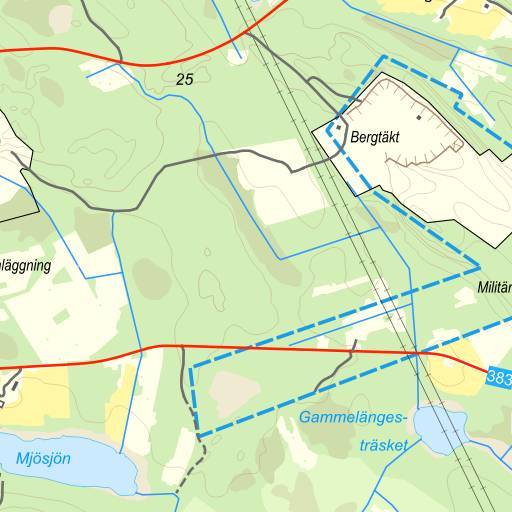 25
Bergtäkt
läggning
Militär
383
Gammelänges-
träsket
Mjösjön